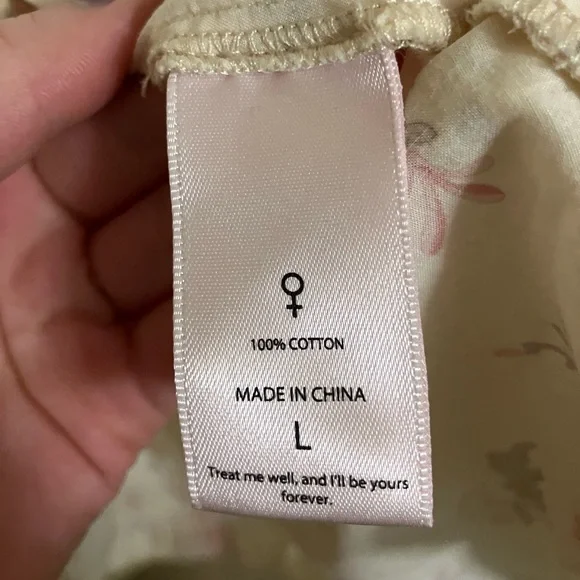 ♀
100% COTTON
MADE IN CHINA
L
Treat me well, and I'll be yours
forever.